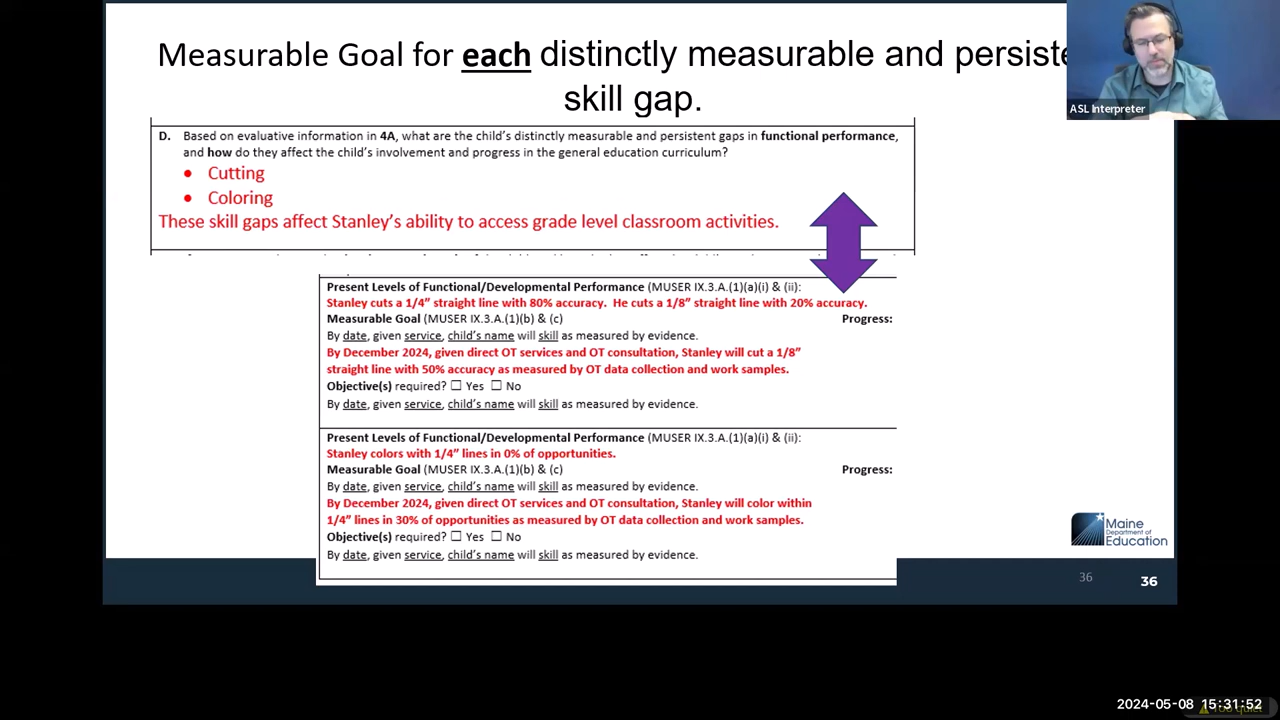 Measurable Goal for each distinctly measurable and persiste
skill gap.
ASL Interpreter
D. Based on evaluative information in 4A, what are the child's distinctly measurable and persistent gaps in functional performance,
and how do they affect the child's involvement and progress in the general education curriculum?
• Cutting
• Coloring
These skill gaps affect Stanley's ability to access grade level classroom activities.
Present Levels of Functional/Developmental Performance (MUSER IX.3.A.(1)(a)(i) & (ii):
Stanley cuts a 1/4" straight line with 80% accuracy. He cuts a 1/8" straight line with 20% accuracy.
Measurable Goal (MUSER IX.3.A.(1)(b) & (c) Progress:
By date, given service, child's name will skill as measured by evidence.
By December 2024, given direct OT services and OT consultation, Stanley will cut a 1/8"
straight line with 50% accuracy as measured by OT data collection and work samples.
Objective(s) required? ☐ Yes ☐ No
By date, given service, child's name will skill as measured by evidence.
Present Levels of Functional/Developmental Performance (MUSER IX.3.A.(1)(a)(i) & (ii):
Stanley colors with 1/4" lines in 0% of opportunities.
Measurable Goal (MUSER IX.3.A.(1)(b) & (c) Progress:
By date, given service, child's name will skill as measured by evidence.
By December 2024, given direct OT services and OT consultation, Stanley will color within
1/4" lines in 30% of opportunities as measured by OT data collection and work samples.
Objective(s) required? ☐ Yes ☐ No
By date, given service, child's name will skill as measured by evidence.
Maine
Department of
Education
36
36
2024-05-08 15:31:52